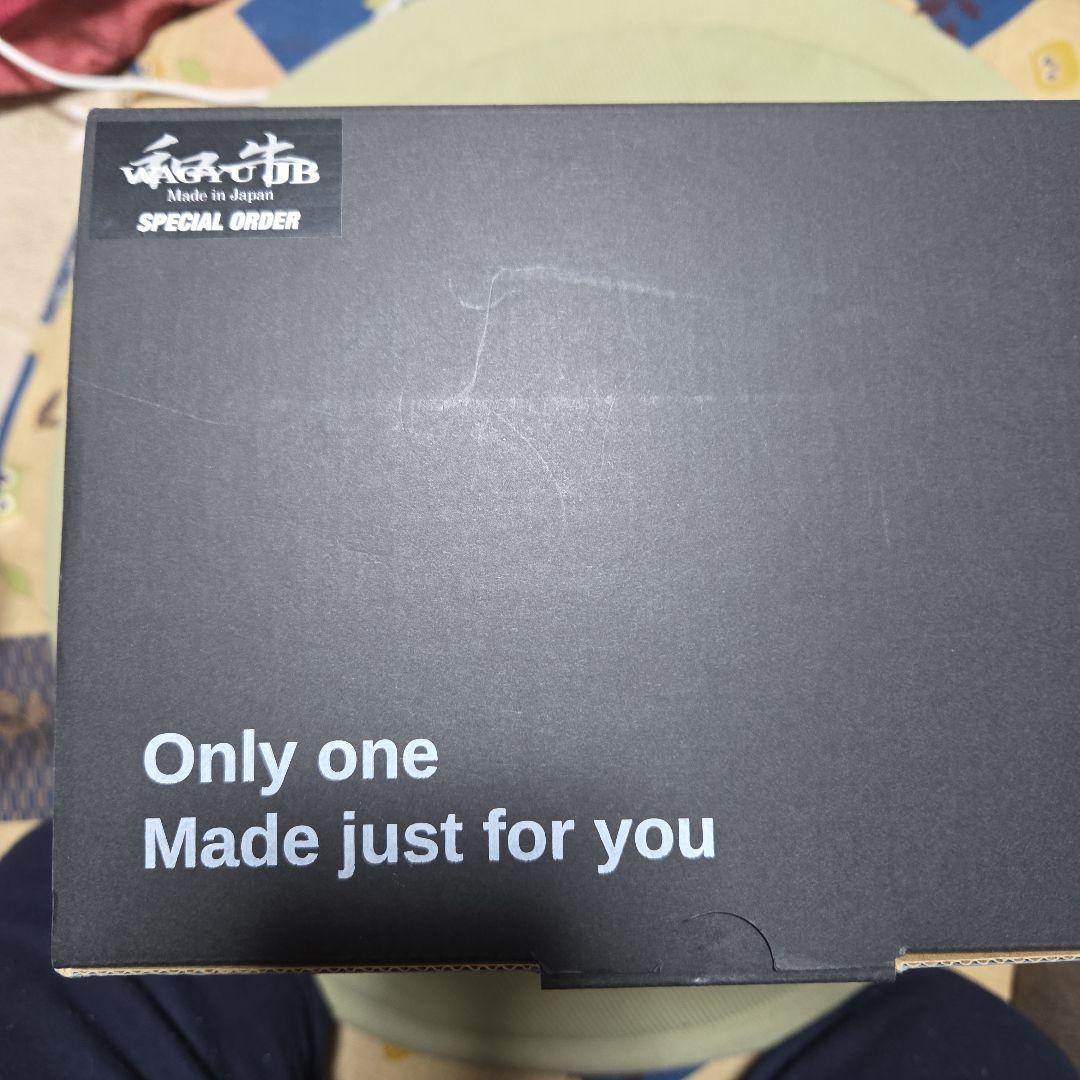 和牛
WAGYU JB
Made in Japan
SPECIAL ORDER
Only one
Made just for you